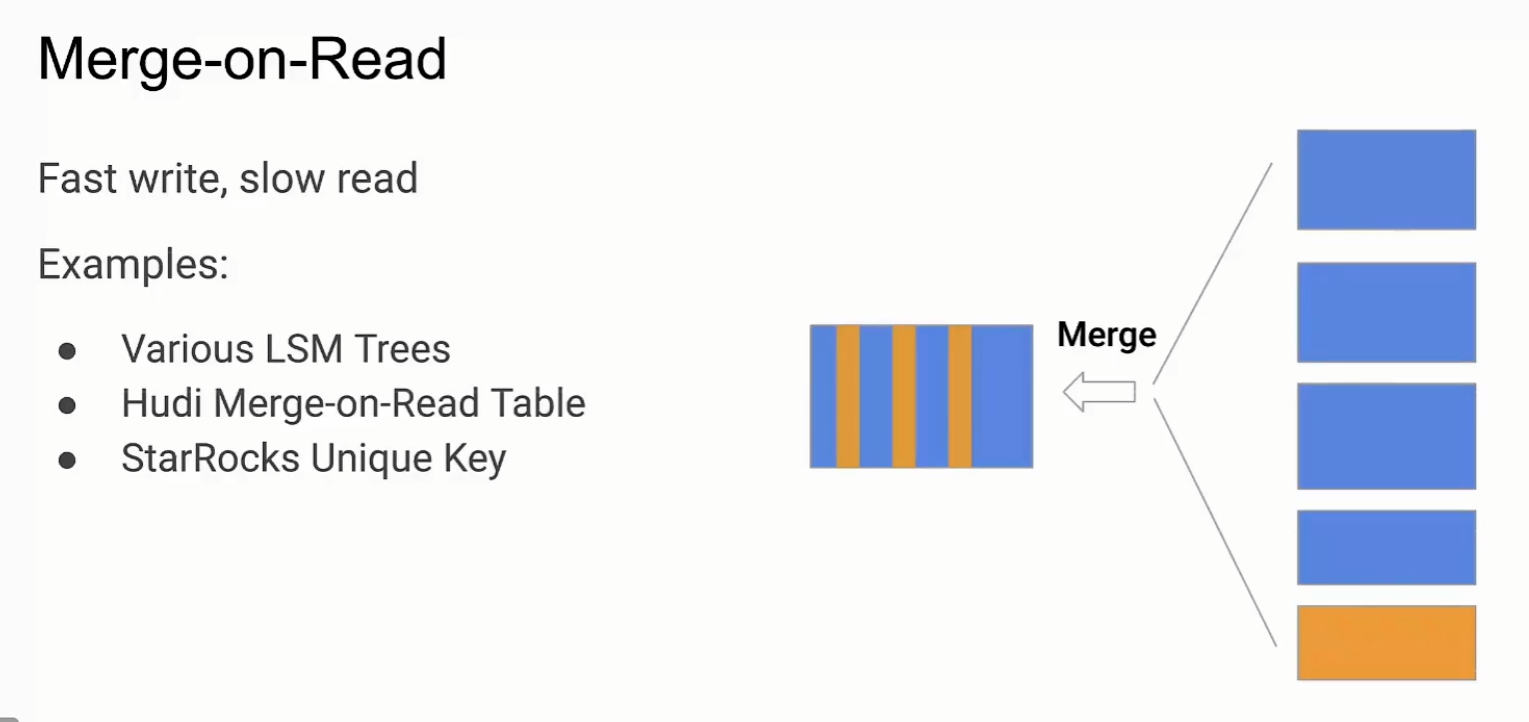 Merge-on-Read
Fast write, slow read
Examples:
● Various LSM Trees
● Hudi Merge-on-Read Table
● StarRocks Unique Key
Merge